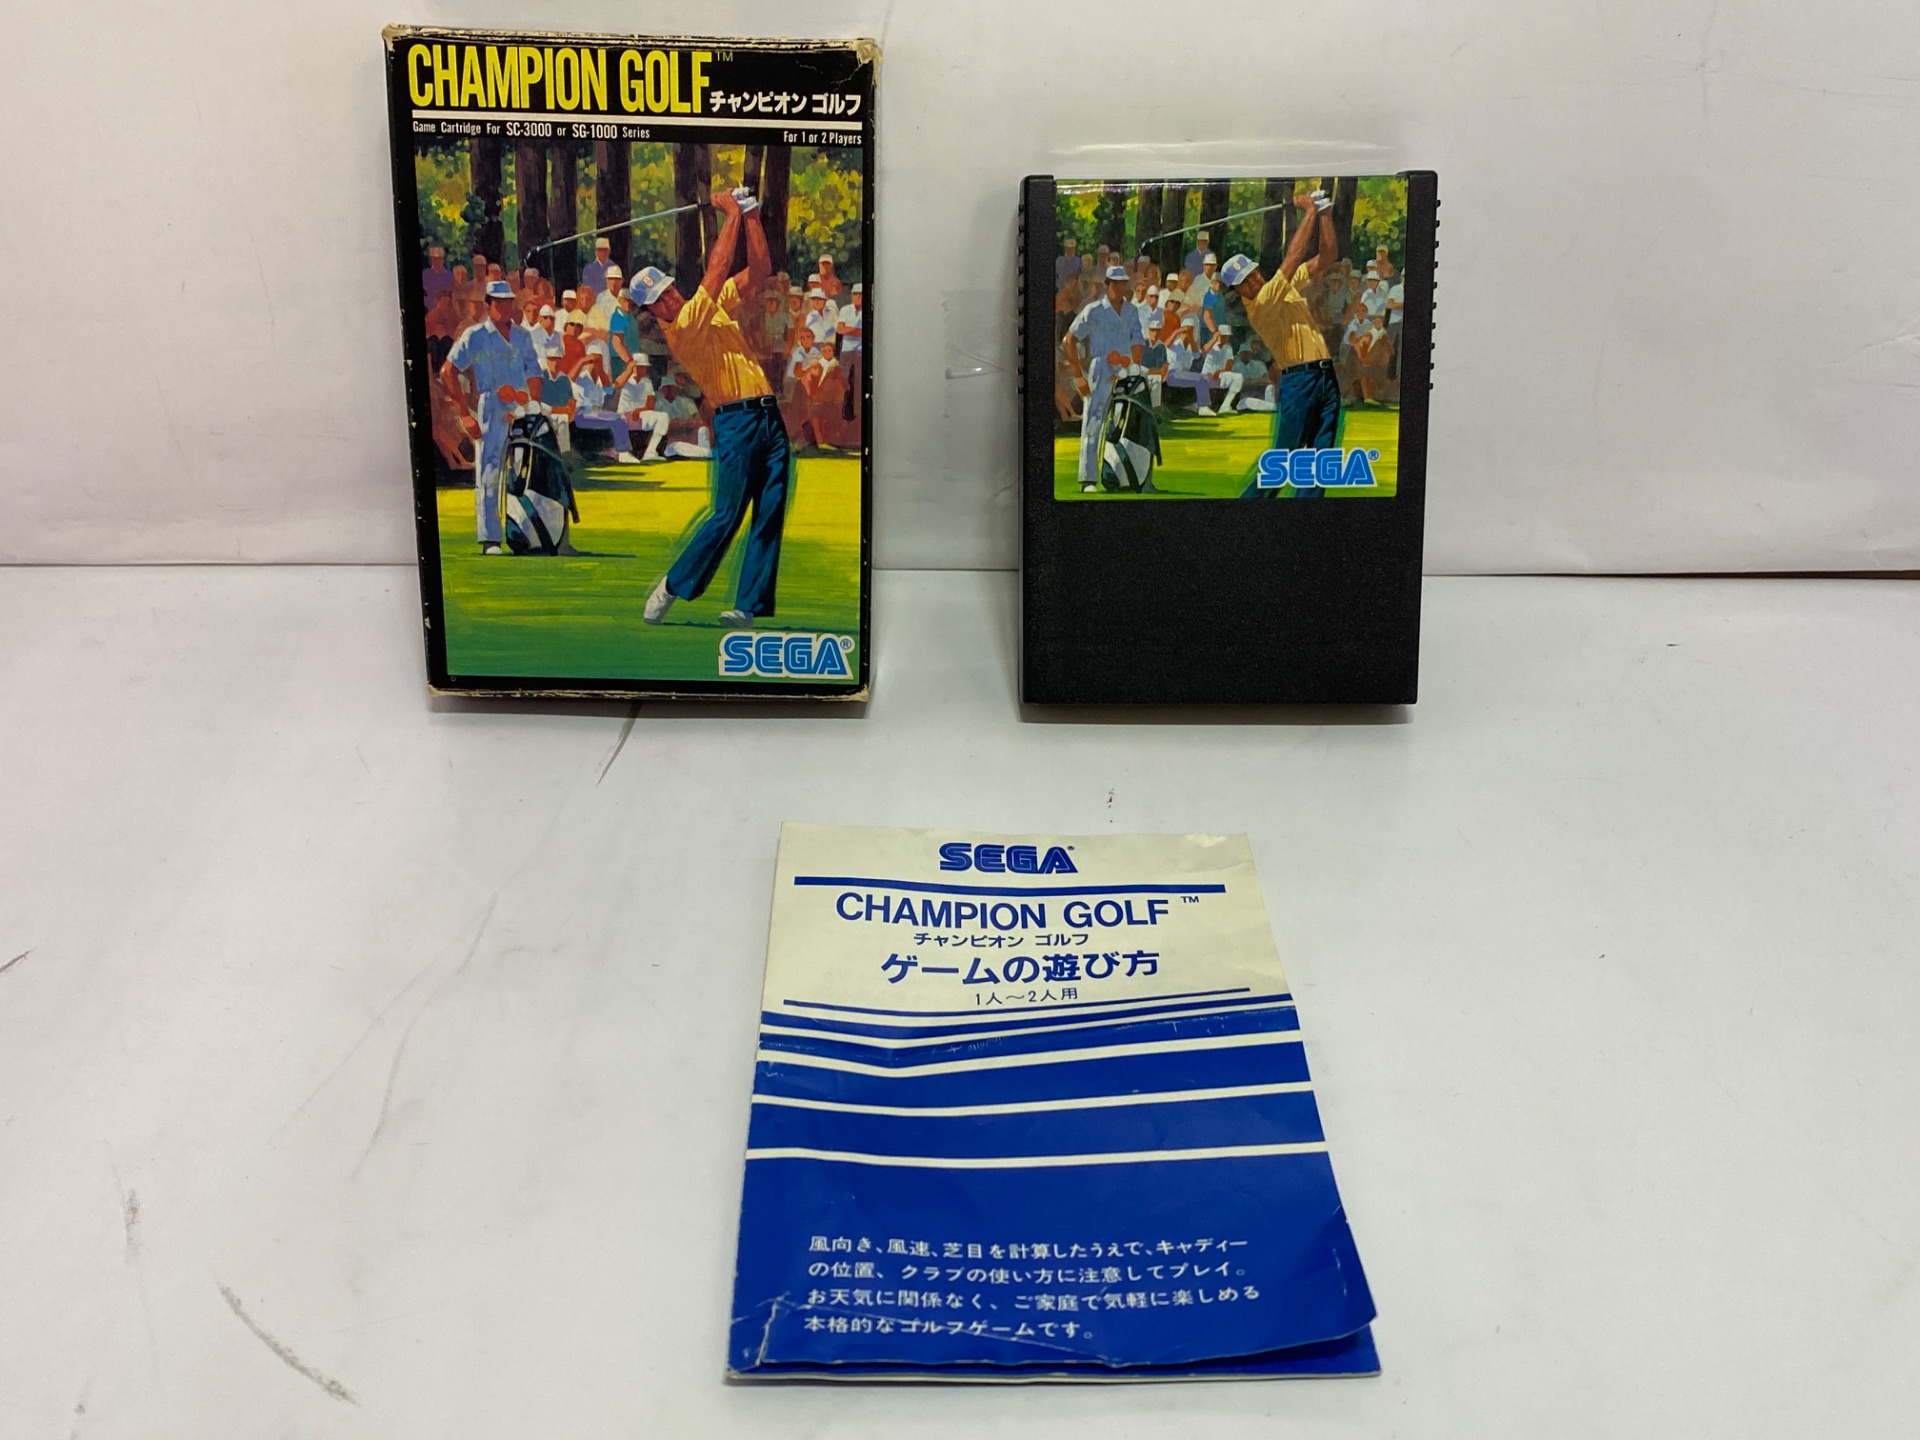 CHAMPION GOLF™
チャンピオン ゴルフ
Game Cartridge For SC-3000 or SG-1000 Series
For 1 or 2 Players
SEGA®
SEGA®
SEGA®
CHAMPION GOLF™
チャンピオン ゴルフ
ゲームの遊び方
1人〜2人用
風向き、風速、芝目を計算したうえで、キャディー
の位置、クラブの使い方に注意してプレイ。
お天気に関係なく、ご家庭で気軽に楽しめる
本格的なゴルフゲームです。